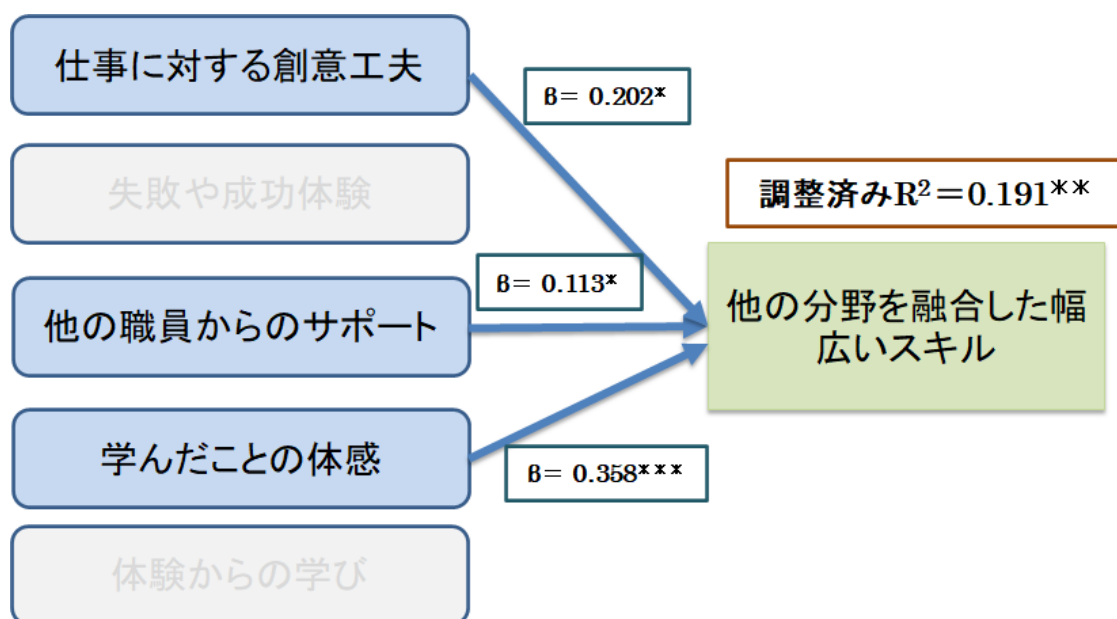 仕事に対する創意工夫
β= 0.202*
失敗や成功体験
調整済みR²=0.191**
β= 0.113*
他の職員からのサポート
他の分野を融合した幅
広いスキル
学んだことの体感
β= 0.358***
体験からの学び